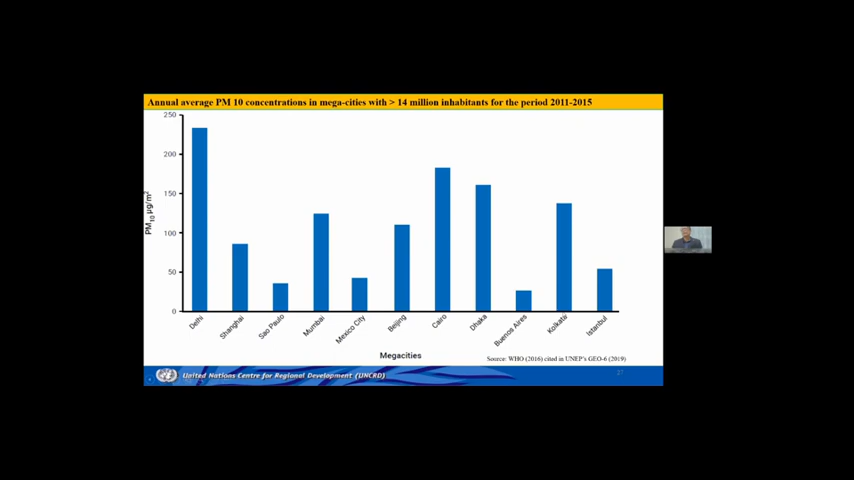 Annual average PM 10 concentrations in mega-cities with > 14 million inhabitants for the period 2011-2015
250
200
150
100
50
0
PM10 µg/m²
Delhi
Shanghai
Sao Paulo
Mumbai
Mexico City
Beijing
Cairo
Dhaka
Buenos Aires
Kolkata
Istanbul
Megacities
Source: WHO (2016) cited in UNEP's GEO-6 (2019)
United Nations Centre for Regional Development (UNCRD)
27